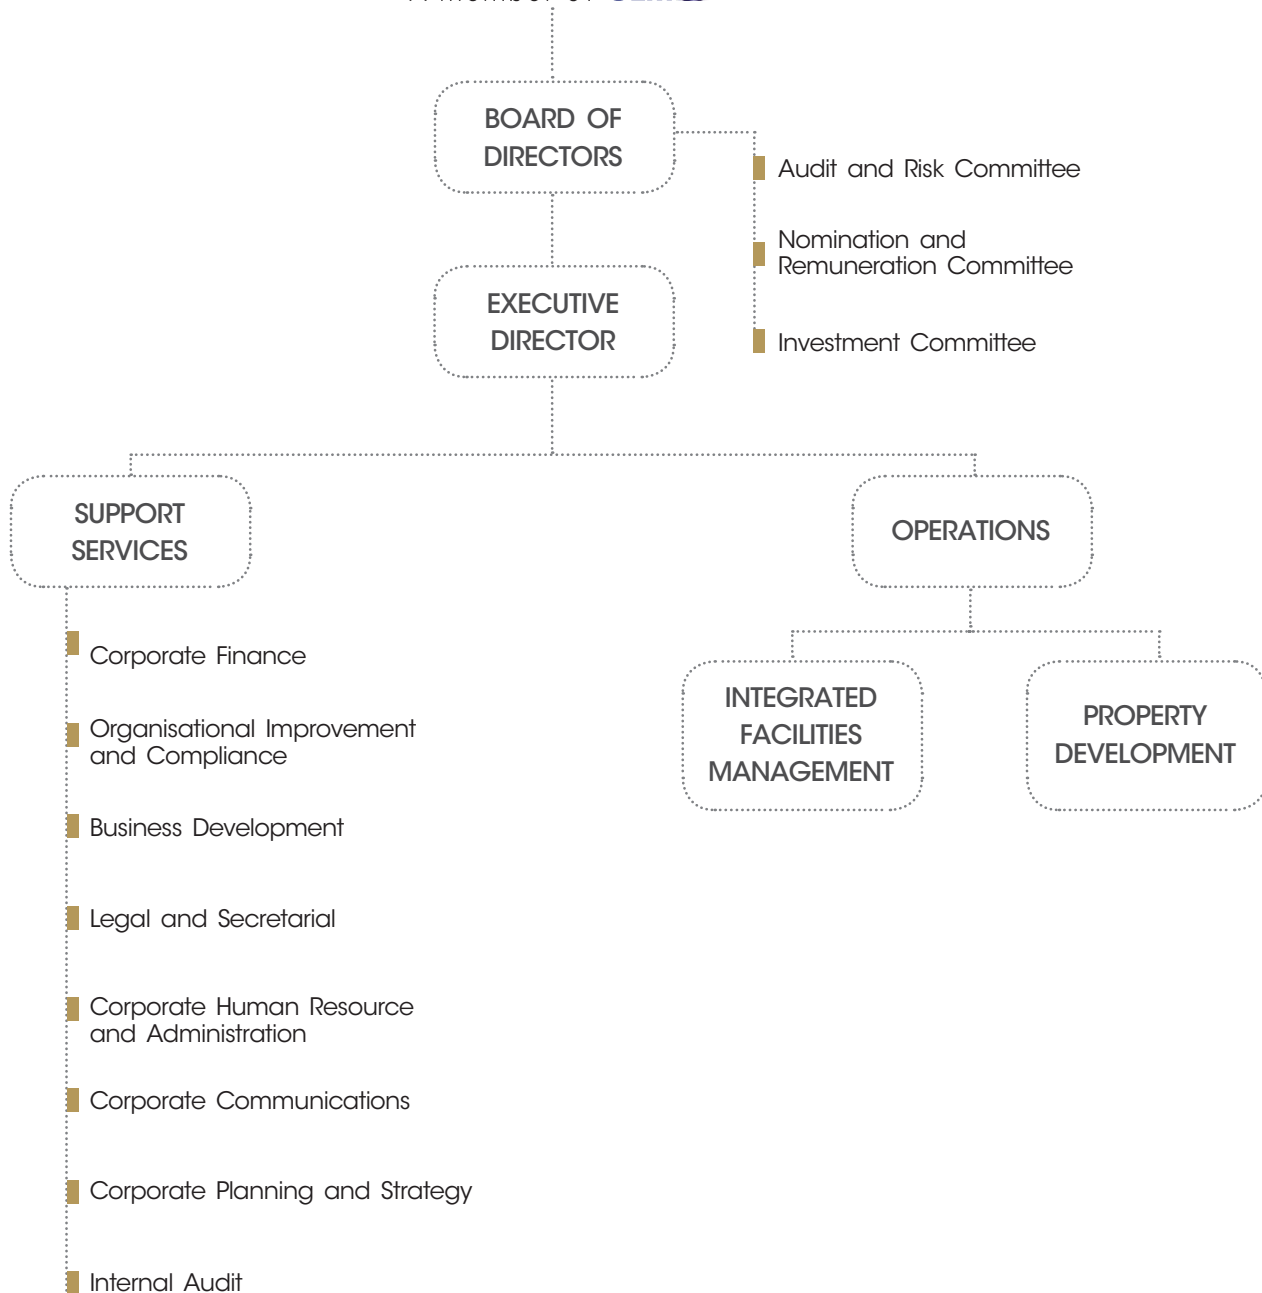 BOARD OF
DIRECTORS
Audit and Risk Committee
Nomination and
Remuneration Committee
EXECUTIVE
DIRECTOR
Investment Committee
SUPPORT
SERVICES
OPERATIONS
Corporate Finance
Organisational Improvement
and Compliance
Business Development
Legal and Secretarial
Corporate Human Resource
and Administration
Corporate Communications
Corporate Planning and Strategy
Internal Audit
INTEGRATED
FACILITIES
MANAGEMENT
PROPERTY
DEVELOPMENT